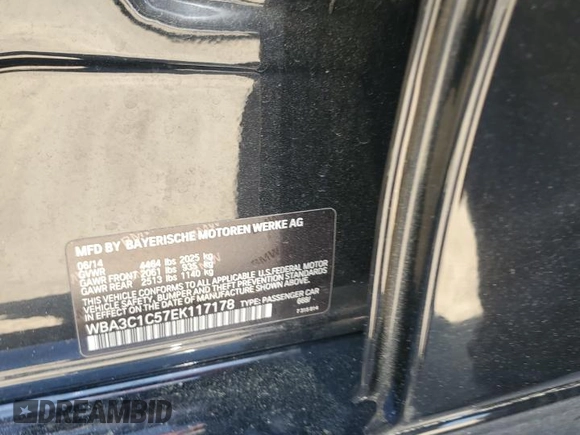 MFD BY BAYERISCHE MOTOREN WERKE AG
06/14
GVWR 4464 lbs 2025 kg
GAWR FRONT 2061 lbs 935 kg
GAWR REAR 2513 lbs 1140 kg
THIS VEHICLE CONFORMS TO ALL APPLICABLE U.S.FEDERAL MOTOR
VEHICLE SAFETY, BUMPER, AND THEFT PREVENTION STANDARDS
IN EFFECT ON THE DATE OF MANUFACTURE SHOWN ABOVE.
WBA3C1C57EK117178 TYPE: PASSENGER CAR
DREAMBID